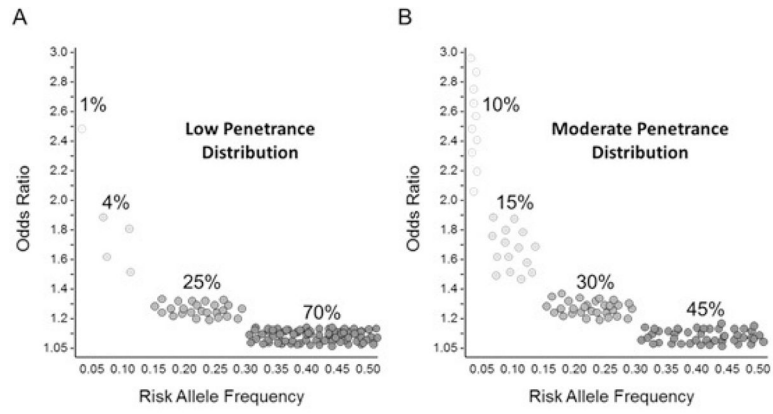 A
Odds Ratio
3.0
2.8
2.6
2.4
2.2
2.0
1.8
1.6
1.4
1.2
1.05
1%
4%
25%
70%
Low Penetrance
Distribution
0.05 0.10 0.15 0.20 0.25 0.30 0.35 0.40 0.45 0.50
Risk Allele Frequency
B
Odds Ratio
3.0
2.8
2.6
2.4
2.2
2.0
1.8
1.6
1.4
1.2
1.05
10%
15%
30%
45%
Moderate Penetrance
Distribution
0.05 0.10 0.15 0.20 0.25 0.30 0.35 0.40 0.45 0.50
Risk Allele Frequency